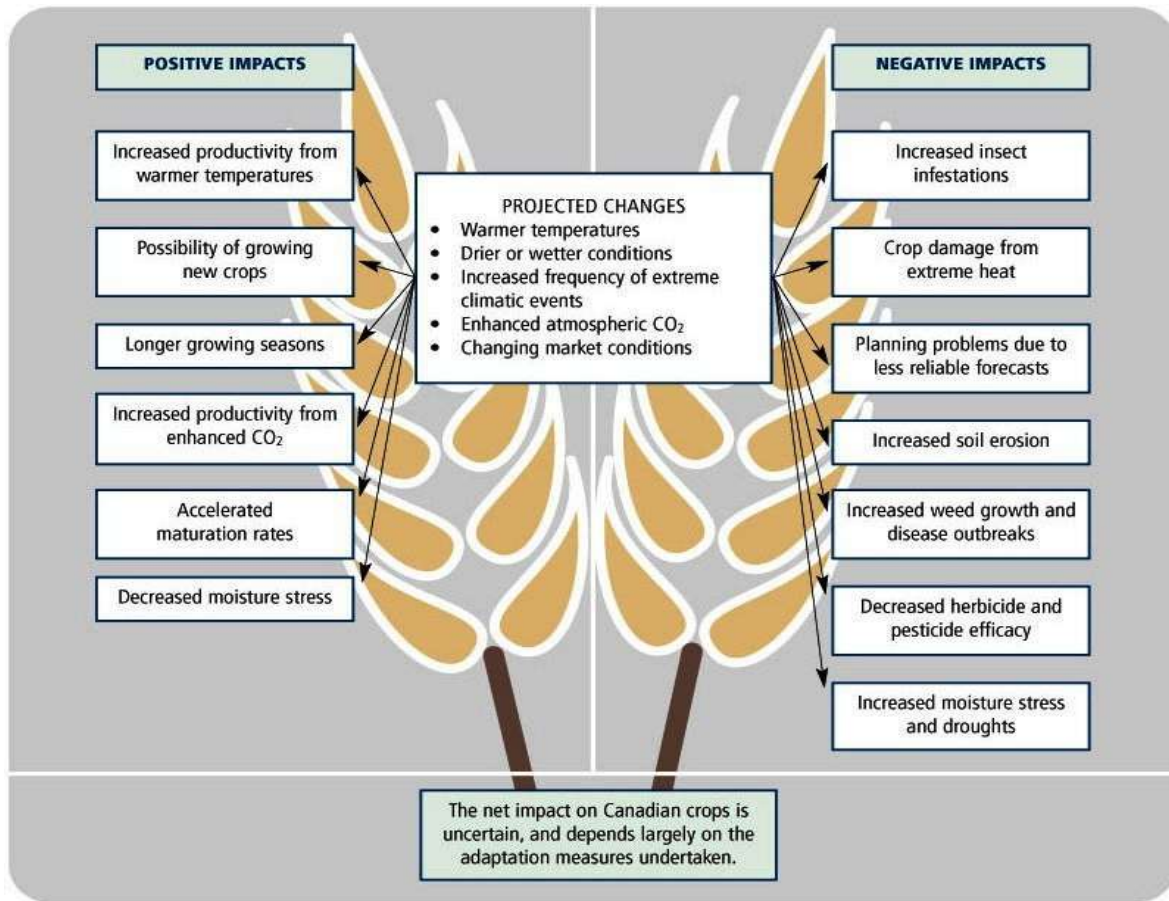 POSITIVE IMPACTS
Increased productivity from
warmer temperatures
Possibility of growing
new crops
Longer growing seasons
Increased productivity from
enhanced CO₂
Accelerated
maturation rates
Decreased moisture stress
PROJECTED CHANGES
• Warmer temperatures
• Drier or wetter conditions
• Increased frequency of extreme
climatic events
• Enhanced atmospheric CO₂
• Changing market conditions
NEGATIVE IMPACTS
Increased insect
infestations
Crop damage from
extreme heat
Planning problems due to
less reliable forecasts
Increased soil erosion
Increased weed growth and
disease outbreaks
Decreased herbicide and
pesticide efficacy
Increased moisture stress
and droughts
The net impact on Canadian crops is
uncertain, and depends largely on the
adaptation measures undertaken.